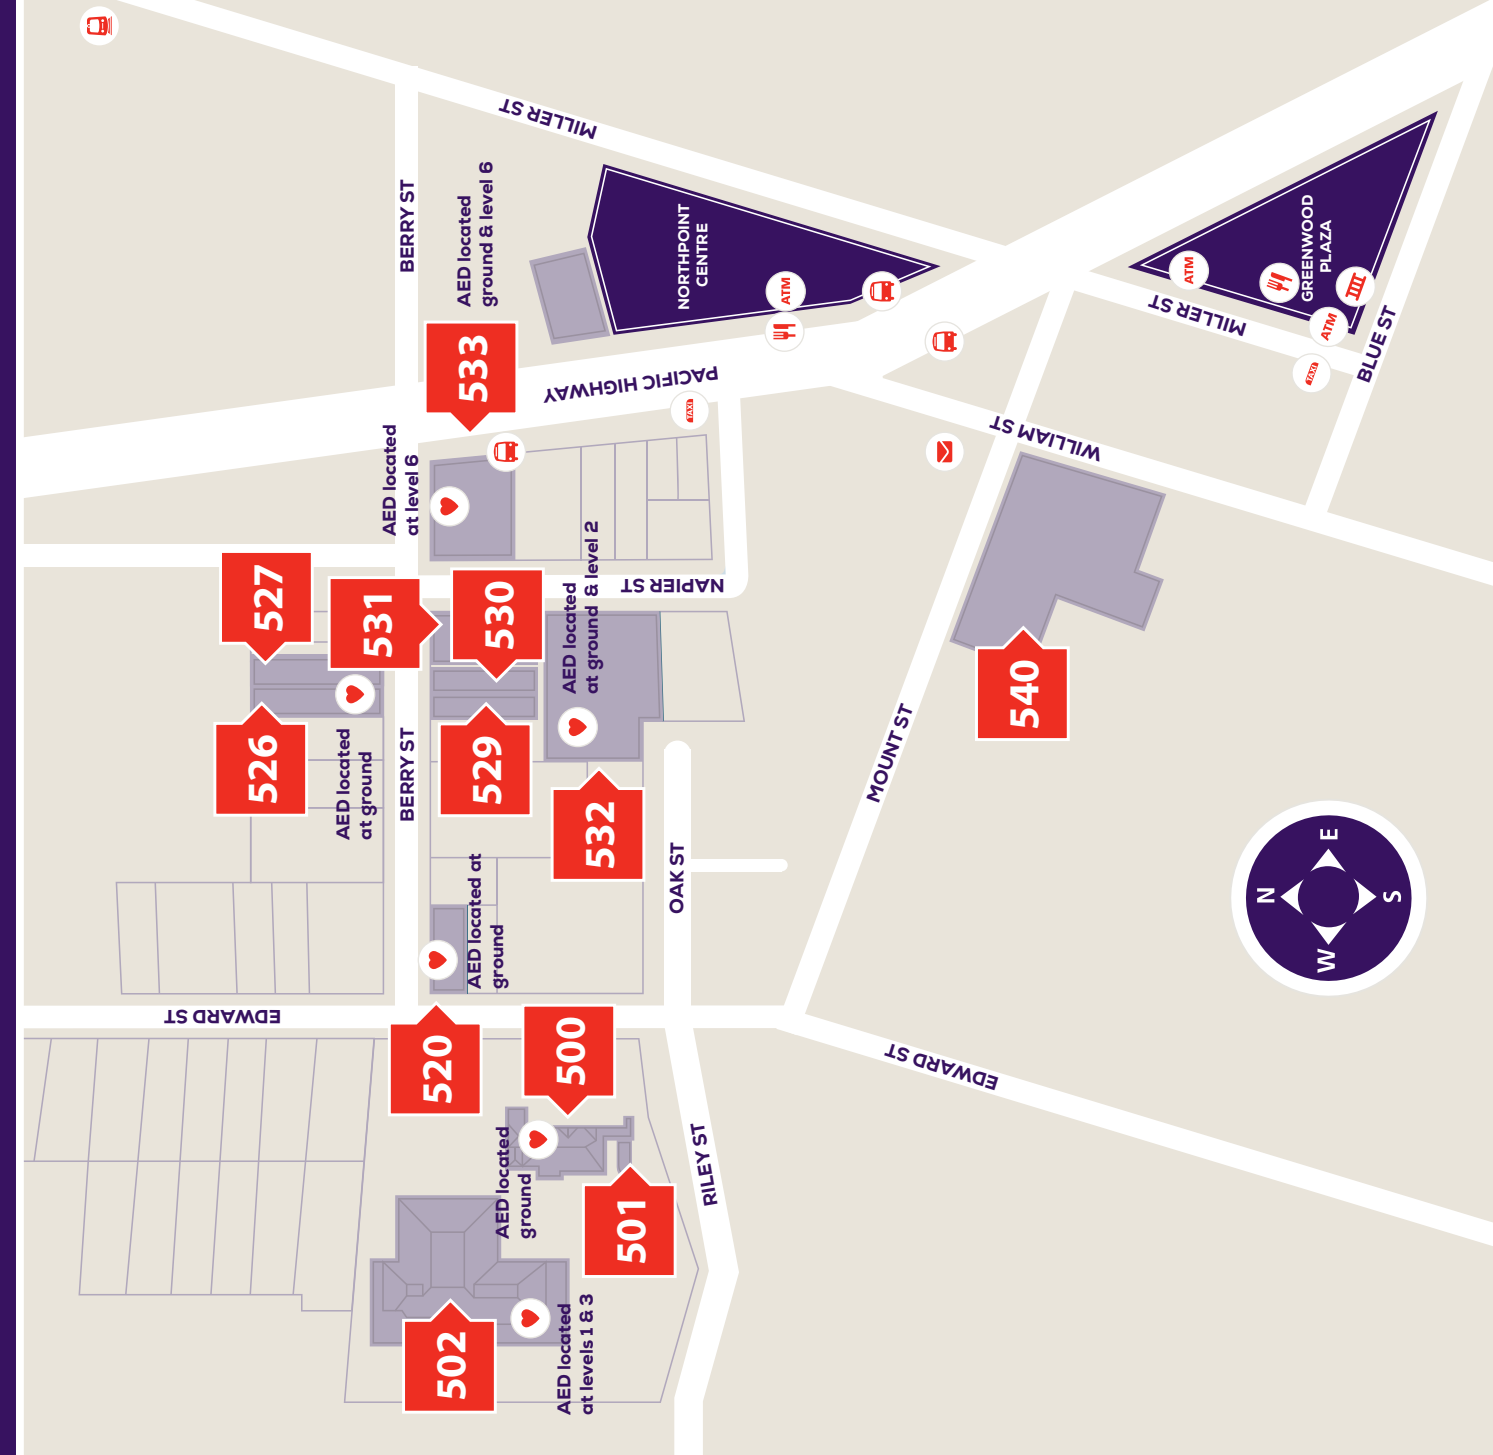 MILLER ST
BERRY ST
AED located
ground & level 6
NORTHPOINT
CENTRE
ATM
GREENWOOD
PLAZA
ATM
ATM
MILLER ST
BLUE ST
TAXI
533
PACIFIC HIGHWAY
TAXI
AED located
at level 6
WILLIAM ST
NAPIER ST
527
531
530
AED located
at ground & level 2
526
AED located
at ground
BERRY ST
529
532
540
MOUNT ST
OAK ST
AED located at
ground
EDWARD ST
520
500
EDWARD ST
AED located
ground
501
RILEY ST
502
AED located
at levels 1 & 3
N
E
S
W